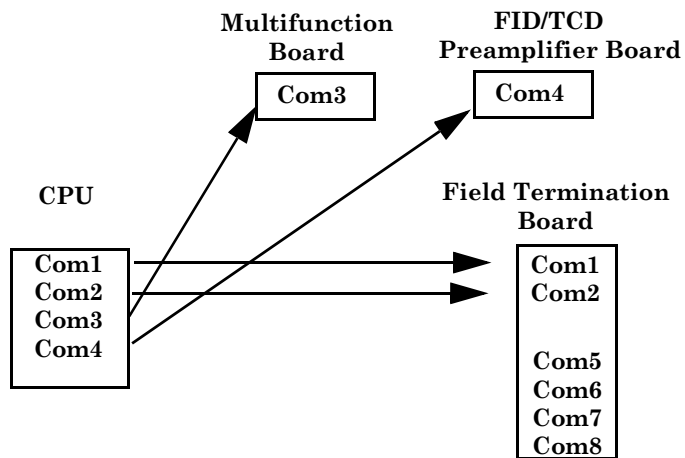 Multifunction
Board
Com3
FID/TCD
Preamplifier Board
Com4
CPU
Com1
Com2
Com3
Com4
Field Termination
Board
Com1
Com2
Com5
Com6
Com7
Com8